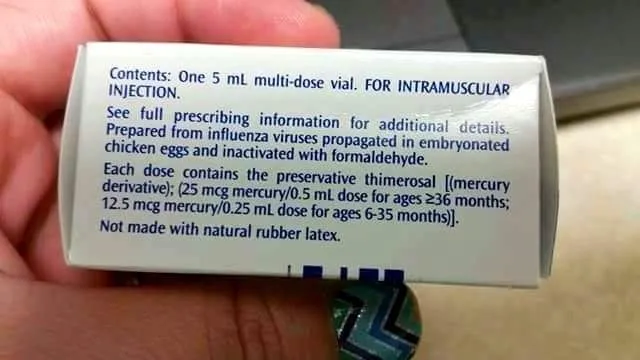 Contents: One 5 mL multi-dose vial. FOR INTRAMUSCULAR
INJECTION.
See full prescribing information for additional details.
Prepared from influenza viruses propagated in embryonated
chicken eggs and inactivated with formaldehyde.
Each dose contains the preservative thimerosal [(mercury
derivative); (25 mcg mercury/0.5 mL dose for ages ≥36 months;
12.5 mcg mercury/0.25 mL dose for ages 6-35 months)].
Not made with natural rubber latex.